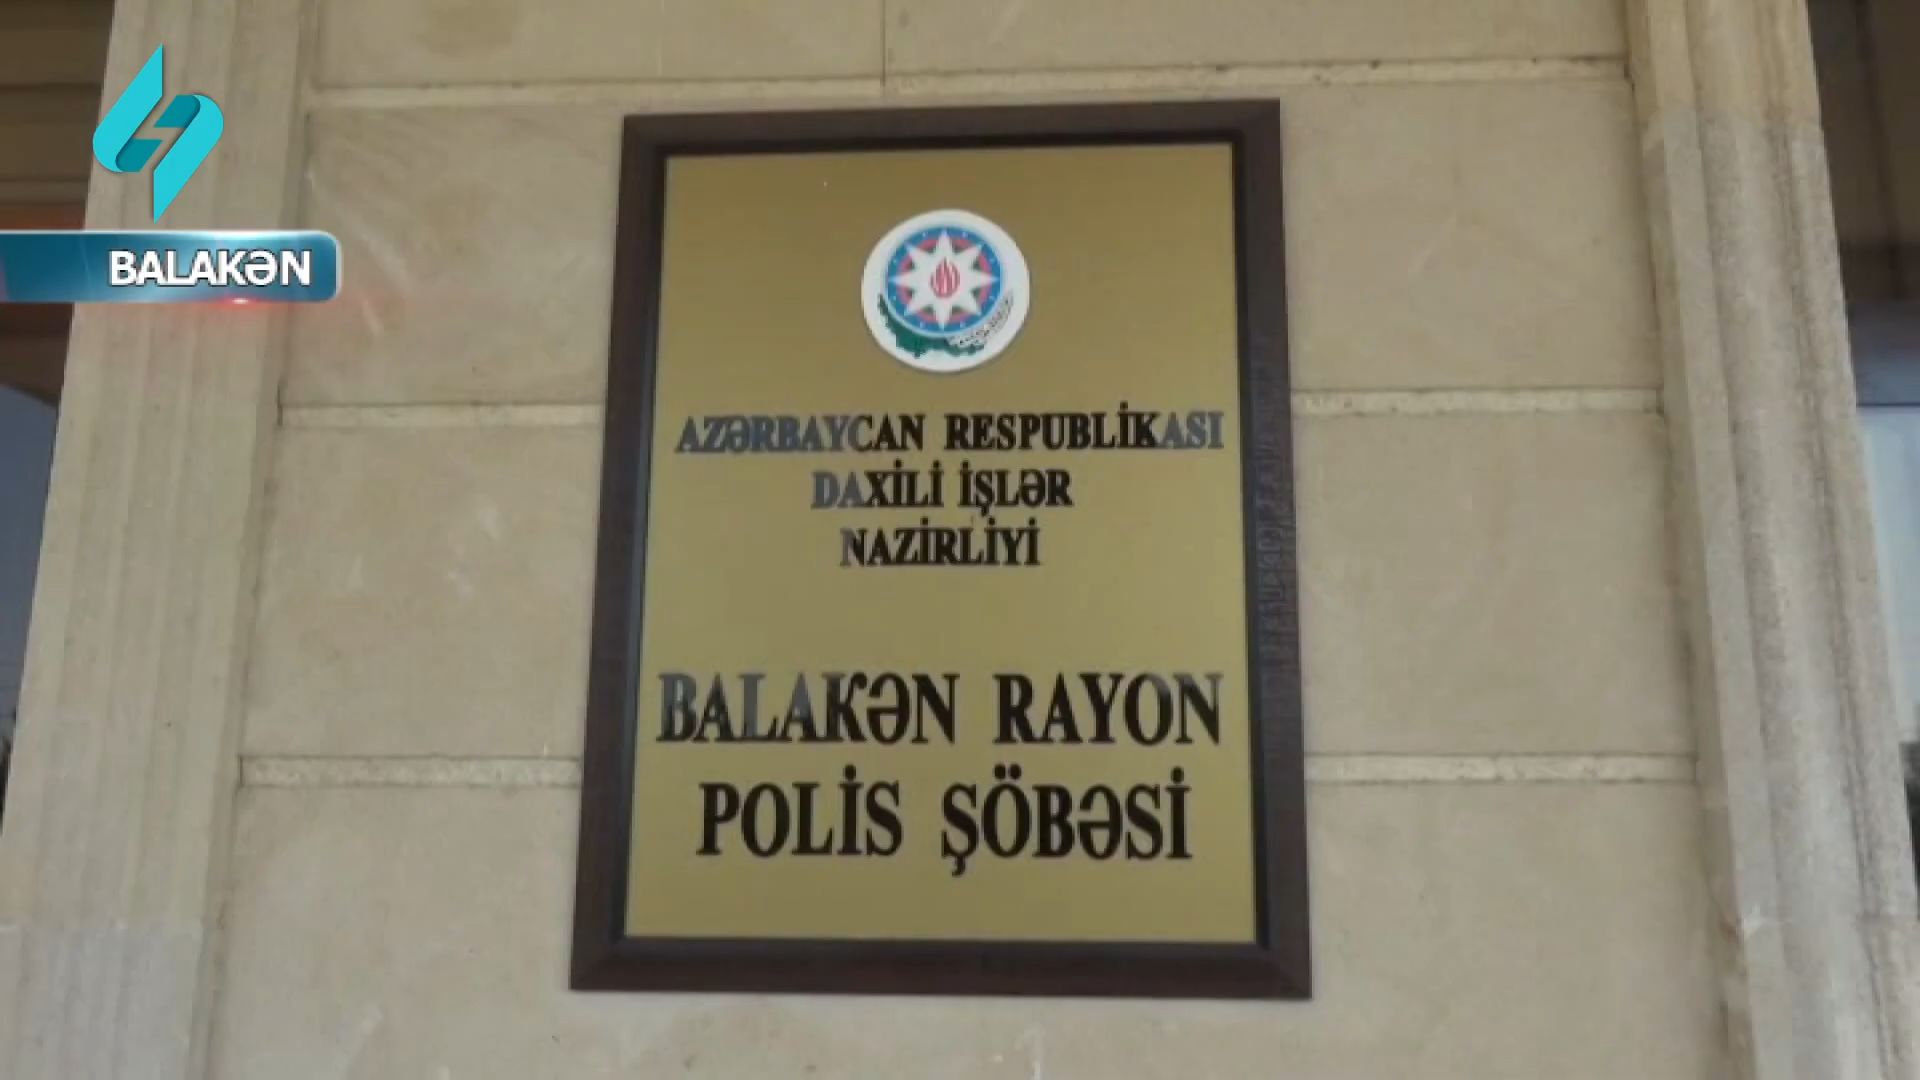 BALAKƏN
AZƏRBAYCAN RESPUBLİKASI
DAXİLİ İŞLƏR
NAZİRLİYİ
BALAKƏN RAYON
POLİS ŞÖBƏSİ